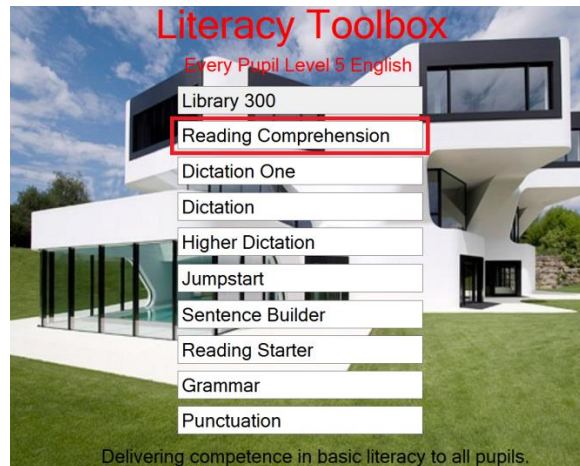 Literacy Toolbox
Every Pupil Level 5 English
Library 300
Reading Comprehension
Dictation One
Dictation
Higher Dictation
Jumpstart
Sentence Builder
Reading Starter
Grammar
Punctuation
Delivering competence in basic literacy to all pupils.